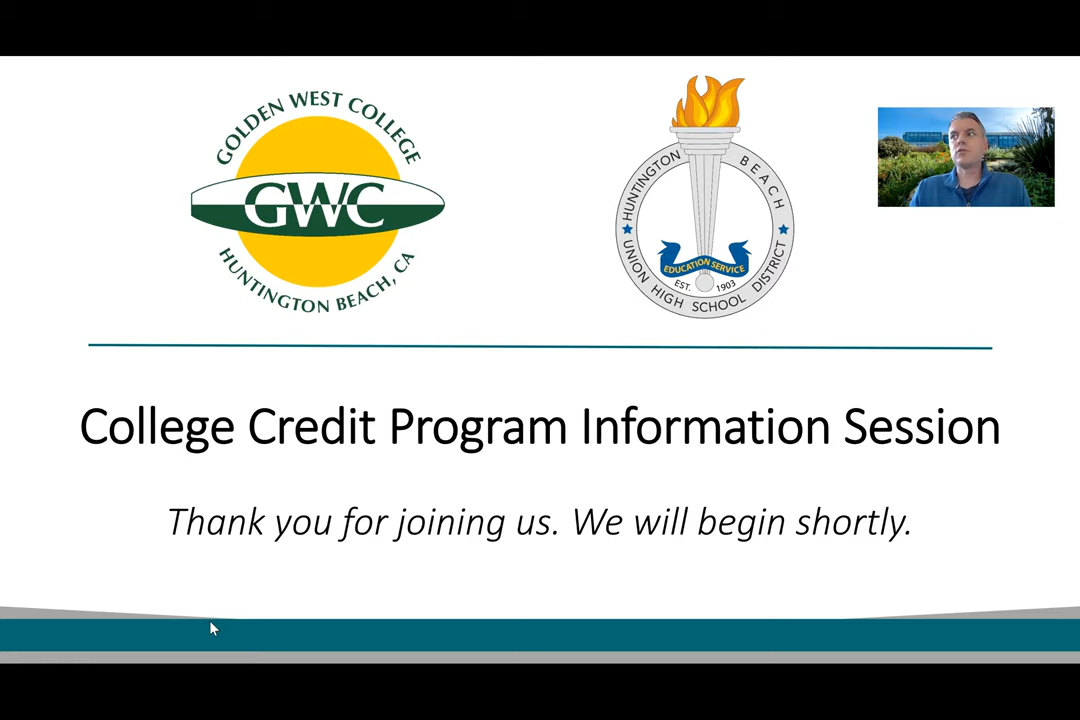 GOLDEN WEST COLLEGE
GWC
HUNTINGTON BEACH, CA
HUNTINGTON BEACH
UNION HIGH SCHOOL DISTRICT
EDUCATION SERVICE
EST. 1903
College Credit Program Information Session
Thank you for joining us. We will begin shortly.